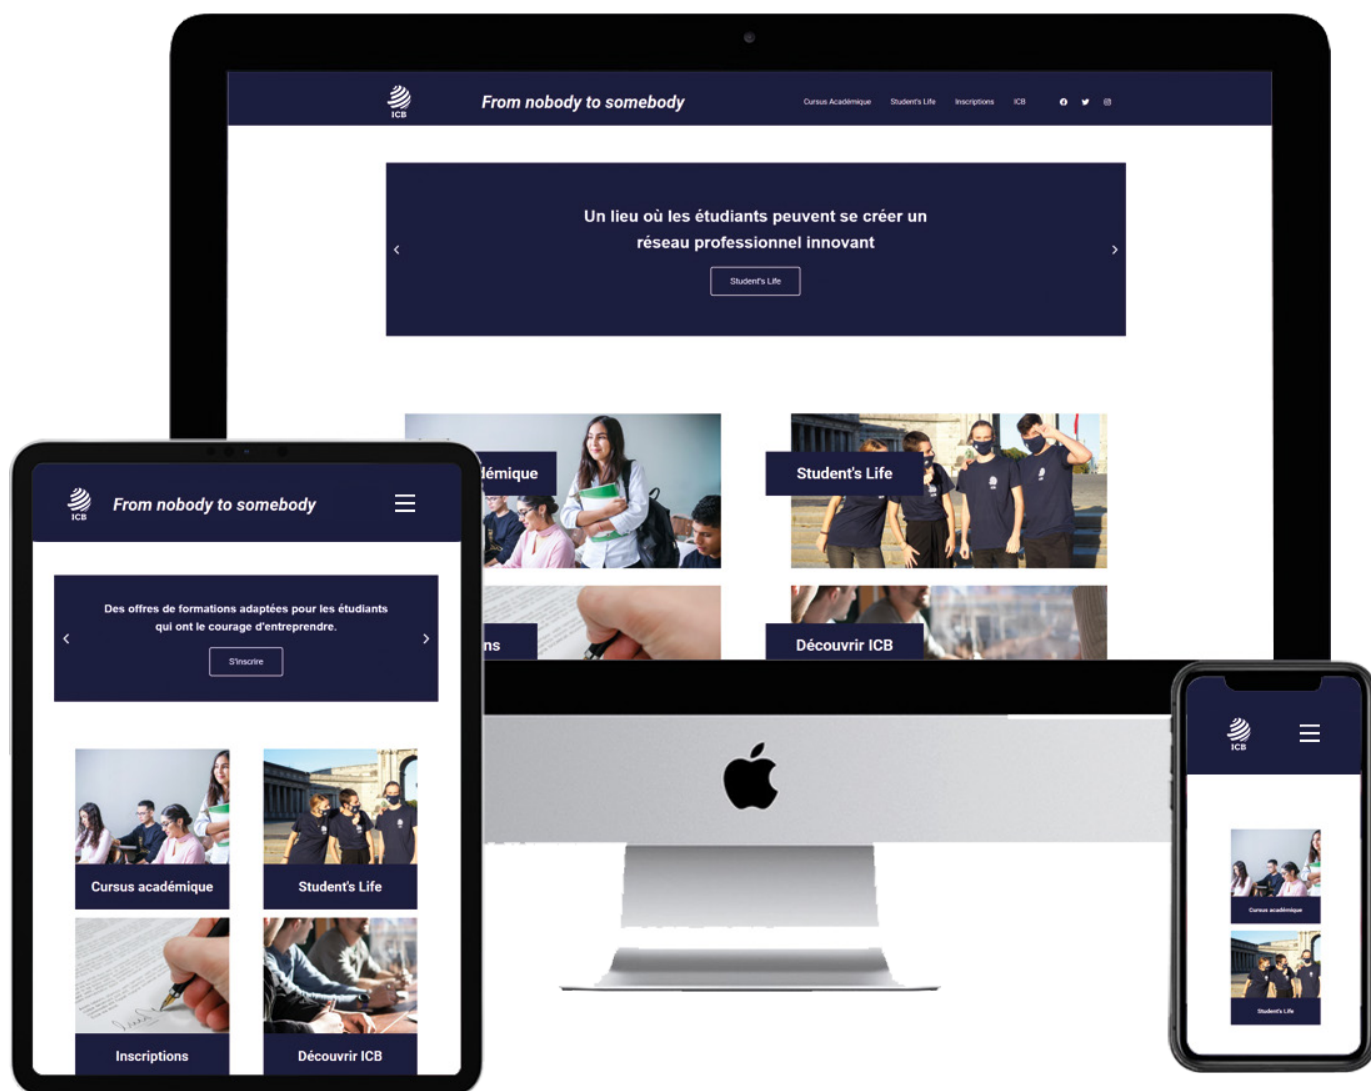 ICB
From nobody to somebody
Cursus Académique
Student's Life
Inscriptions
ICB
Un lieu où les étudiants peuvent se créer un
réseau professionnel innovant
Student's Life
démique
Student's Life
ns
Découvrir ICB
ICB
From nobody to somebody
Des offres de formations adaptées pour les étudiants
qui ont le courage d'entreprendre.
S'inscrire
Cursus académique
Student's Life
Inscriptions
Découvrir ICB
ICB
Cursus académique
Student's Life